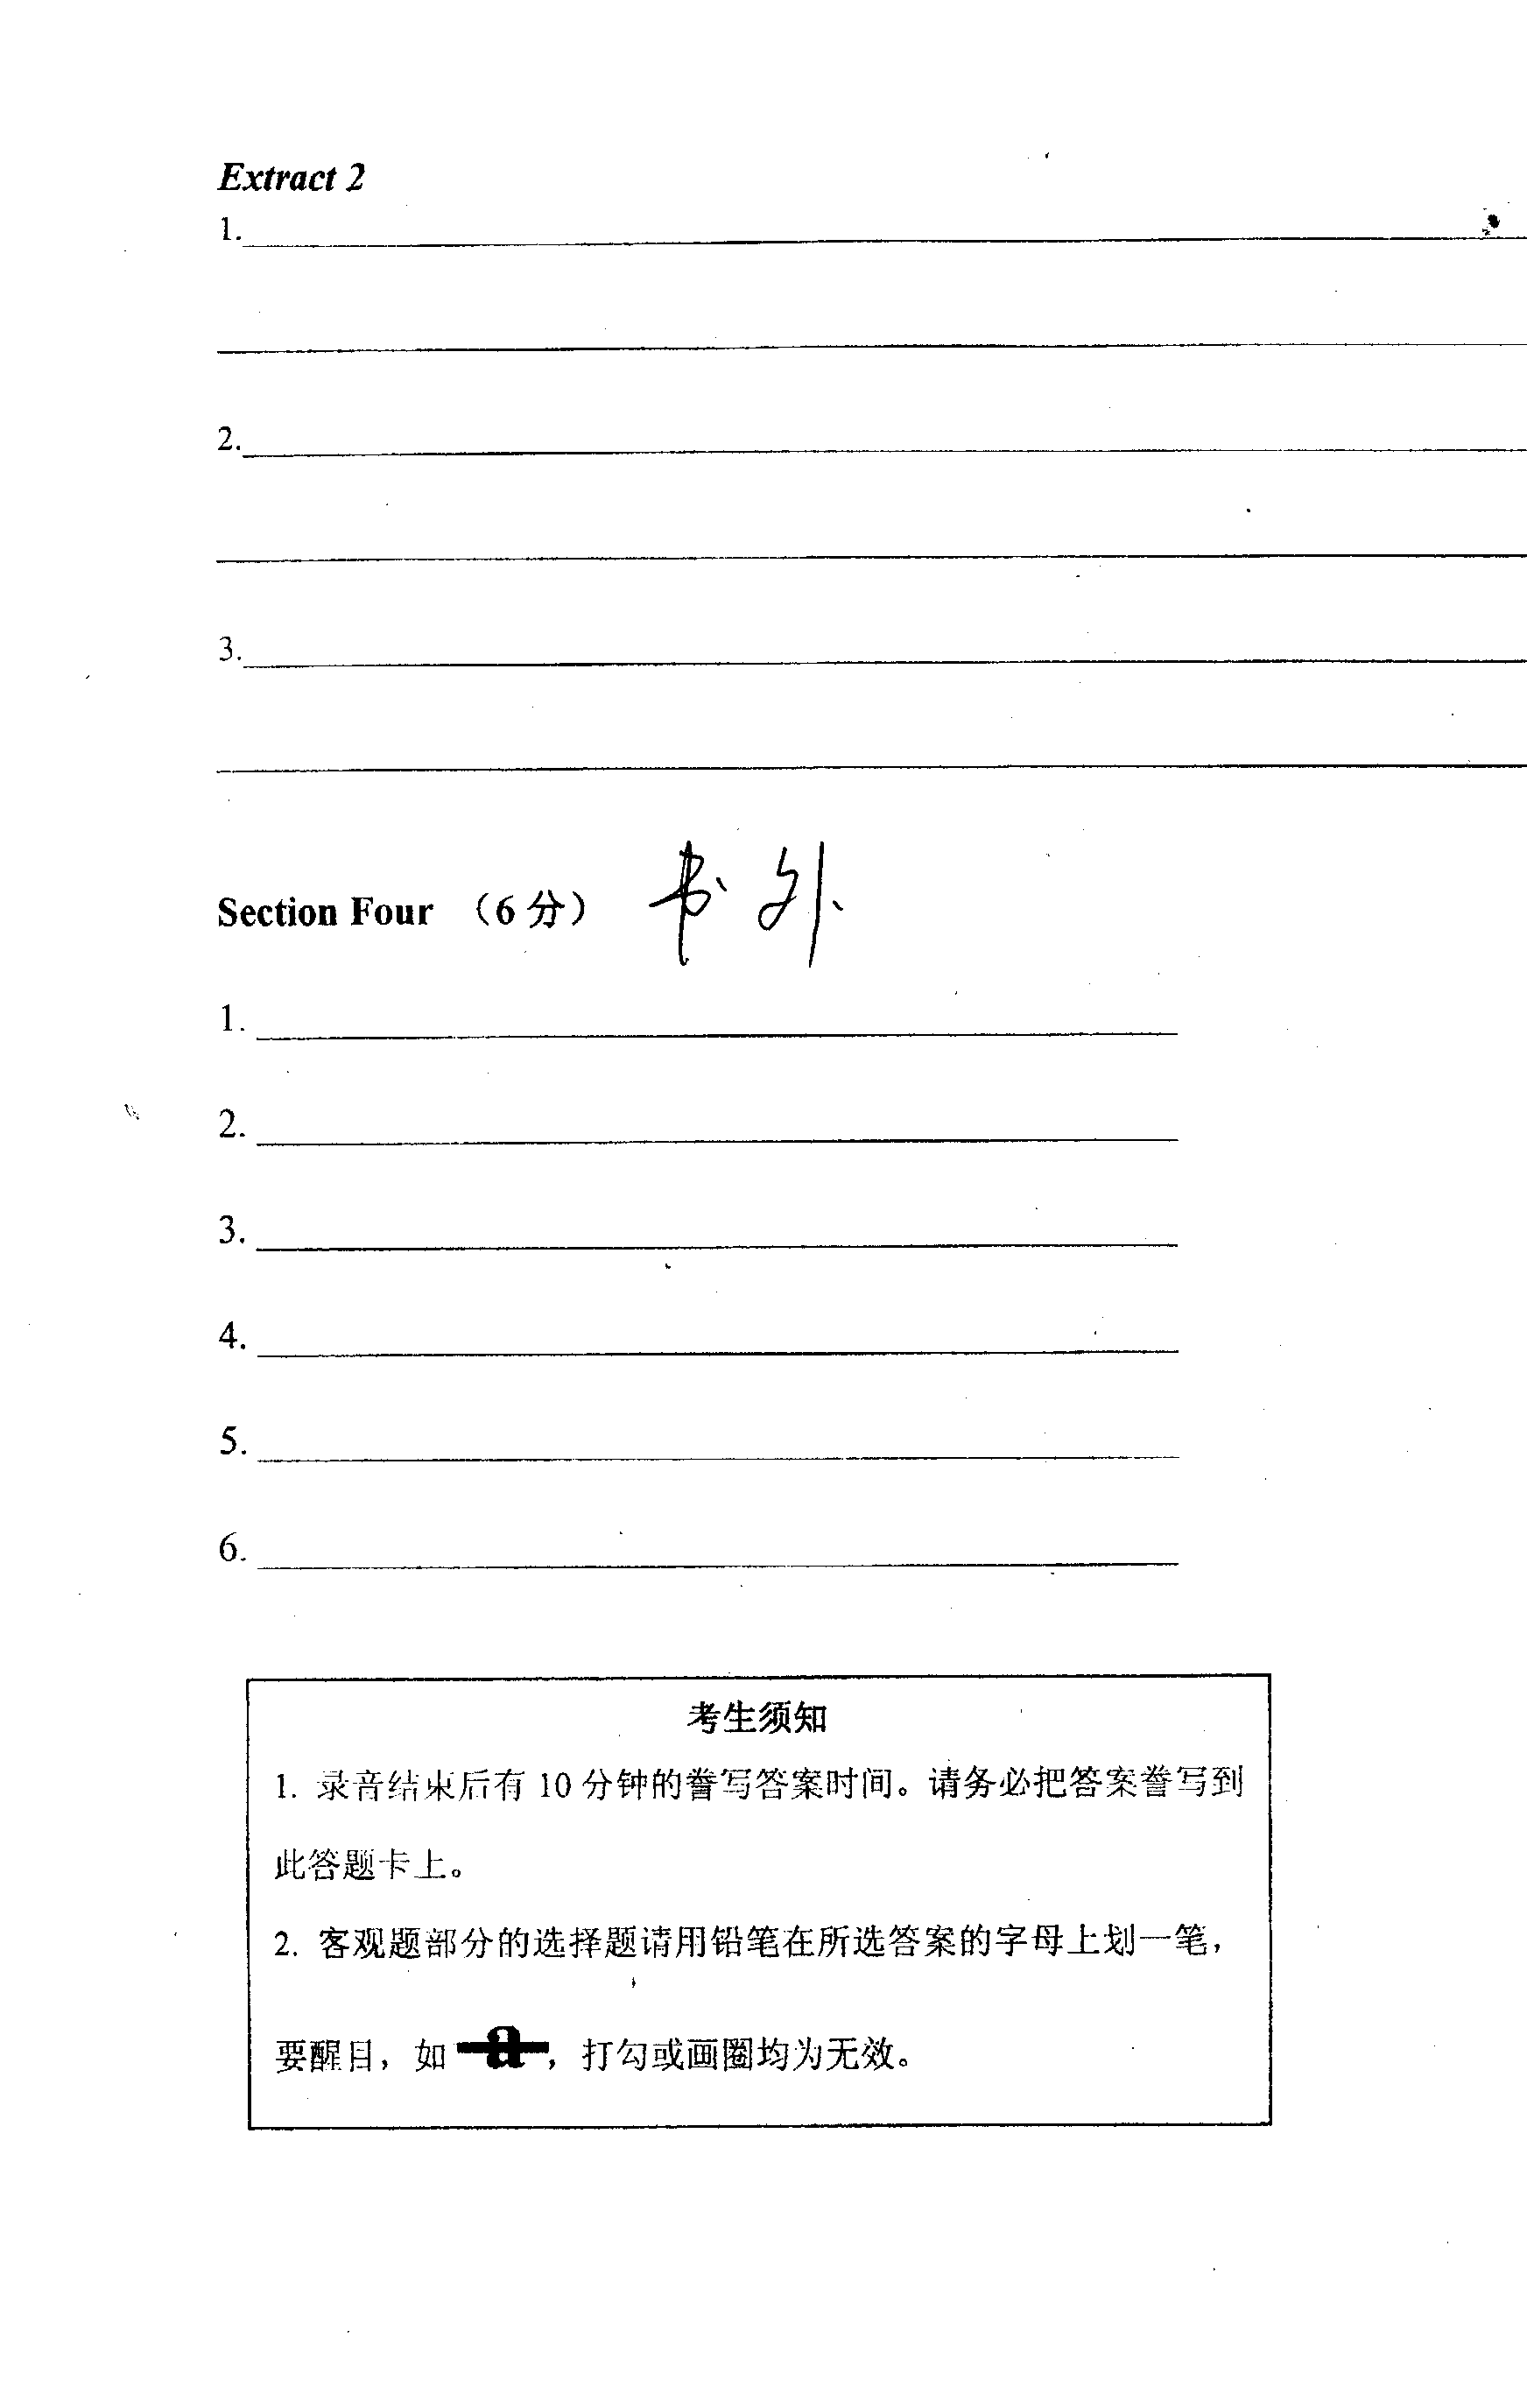 Extract 2
1.
2.
3.
Section Four （6 分） 书外
1.
2.
3.
4.
5.
6.
考生须知
1. 录音结束后有 10 分钟的誊写答案时间。请务必把答案誊写到
此答题卡上。
2. 客观题部分的选择题请用铅笔在所选答案的字母上划一笔，
要醒目，如 a，打勾或画圈均为无效。